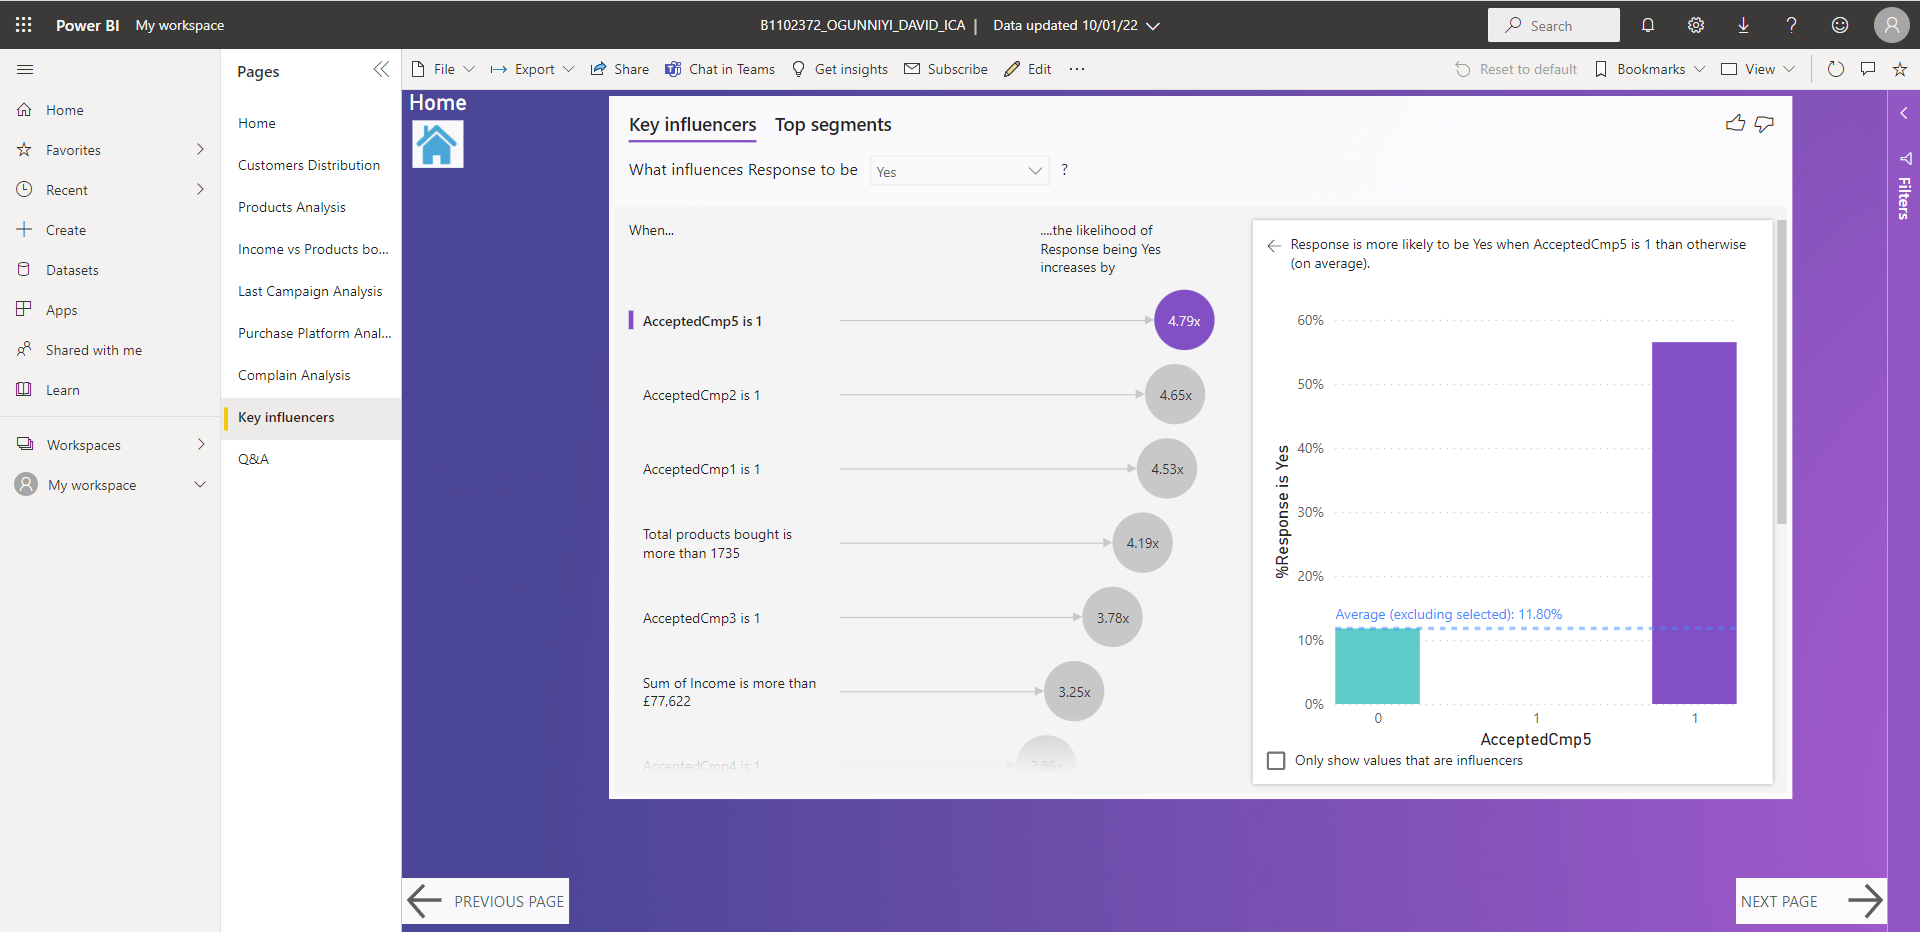 Power BI My workspace
B1102372_OGUNNIYI_DAVID_ICA | Data updated 10/01/22
Search
Home
Favorites
Recent
Create
Datasets
Apps
Shared with me
Learn
Workspaces
My workspace
Pages
Home
Customers Distribution
Products Analysis
Income vs Products bo...
Last Campaign Analysis
Purchase Platform Anal...
Complain Analysis
Key influencers
Q&A
File Export Share Chat in Teams Get insights Subscribe Edit ... Reset to default Bookmarks View
Home
Key influencers Top segments
What influences Response to be Yes ?
When...
....the likelihood of
Response being Yes
increases by
AcceptedCmp5 is 1 4.79x
AcceptedCmp2 is 1 4.65x
AcceptedCmp1 is 1 4.53x
Total products bought is
more than 1735 4.19x
AcceptedCmp3 is 1 3.78x
Sum of Income is more than
£77,622 3.25x
AcceptedCmp4 is 1 2.86x
Response is more likely to be Yes when AcceptedCmp5 is 1 than otherwise
(on average).
60%
50%
40%
30%
20%
10%
0%
%Response is Yes
Average (excluding selected): 11.80%
0 1 1
AcceptedCmp5
Only show values that are influencers
Filters
PREVIOUS PAGE
NEXT PAGE